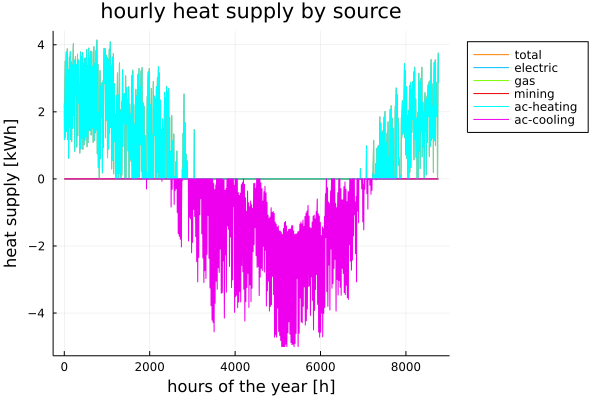 hourly heat supply by source
heat supply [kWh]
4
2
0
−2
−4
0
2000
4000
6000
8000
hours of the year [h]
total
electric
gas
mining
ac-heating
ac-cooling